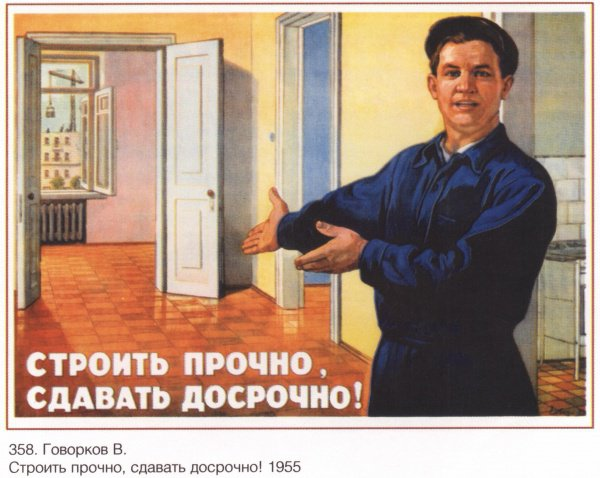 СТРОИТЬ ПРОЧНО,
СДАВАТЬ ДОСРОЧНО!
358. Говорков В.
Строить прочно, сдавать досрочно! 1955